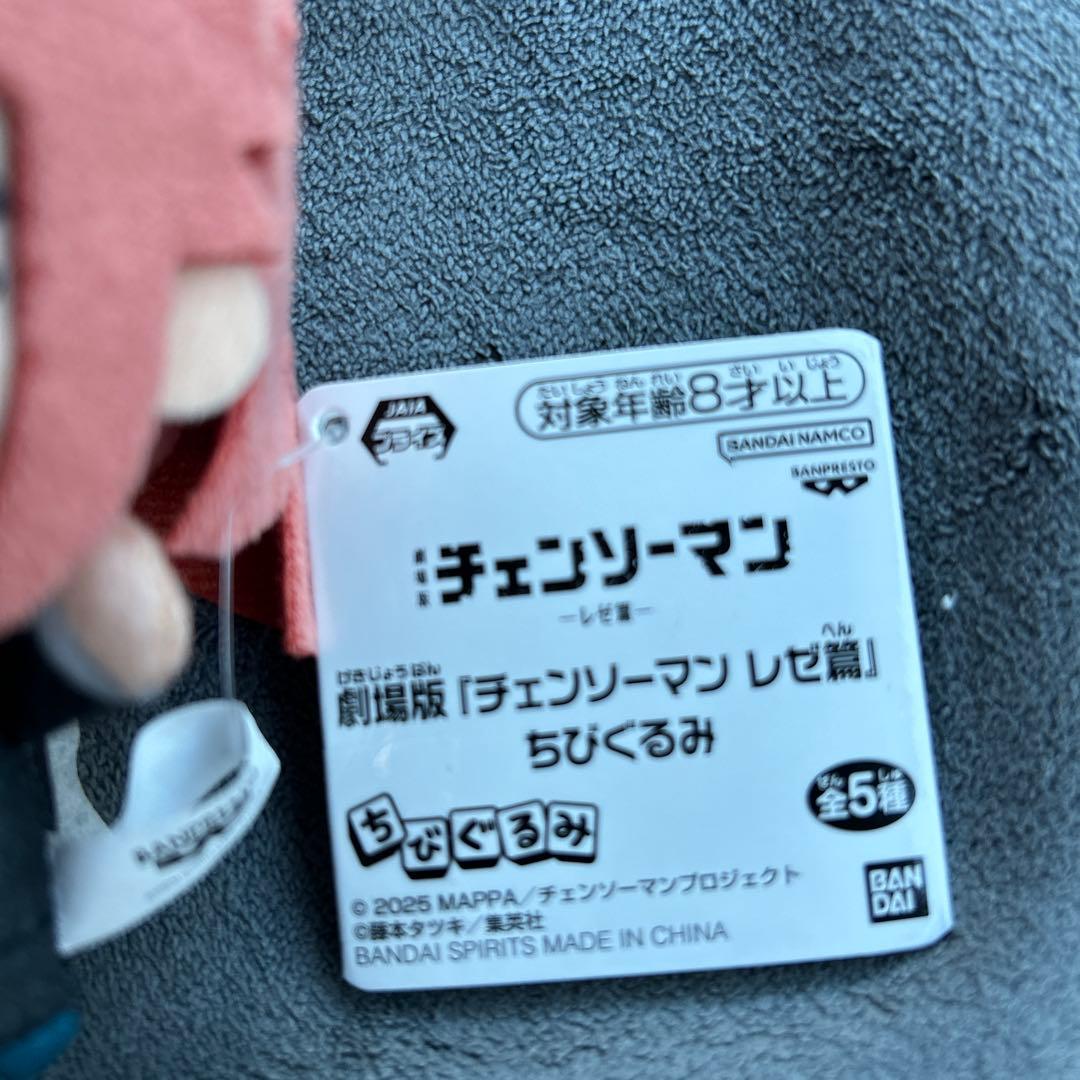 JAIA
プライズ
たいしょう ねんれい さい いじょう
対象年齢8才以上
BANDAI NAMCO
BANPRESTO
劇場版
チェンソーマン
ーレゼ篇ー
げきじょうばん へん
劇場版『チェンソーマン レゼ篇』
ちびぐるみ
ぜん しゅ
全5種
ちびぐるみ
© 2025 MAPPA/チェンソーマンプロジェクト
©藤本タツキ/集英社
BANDAI SPIRITS MADE IN CHINA
BAN
DAI